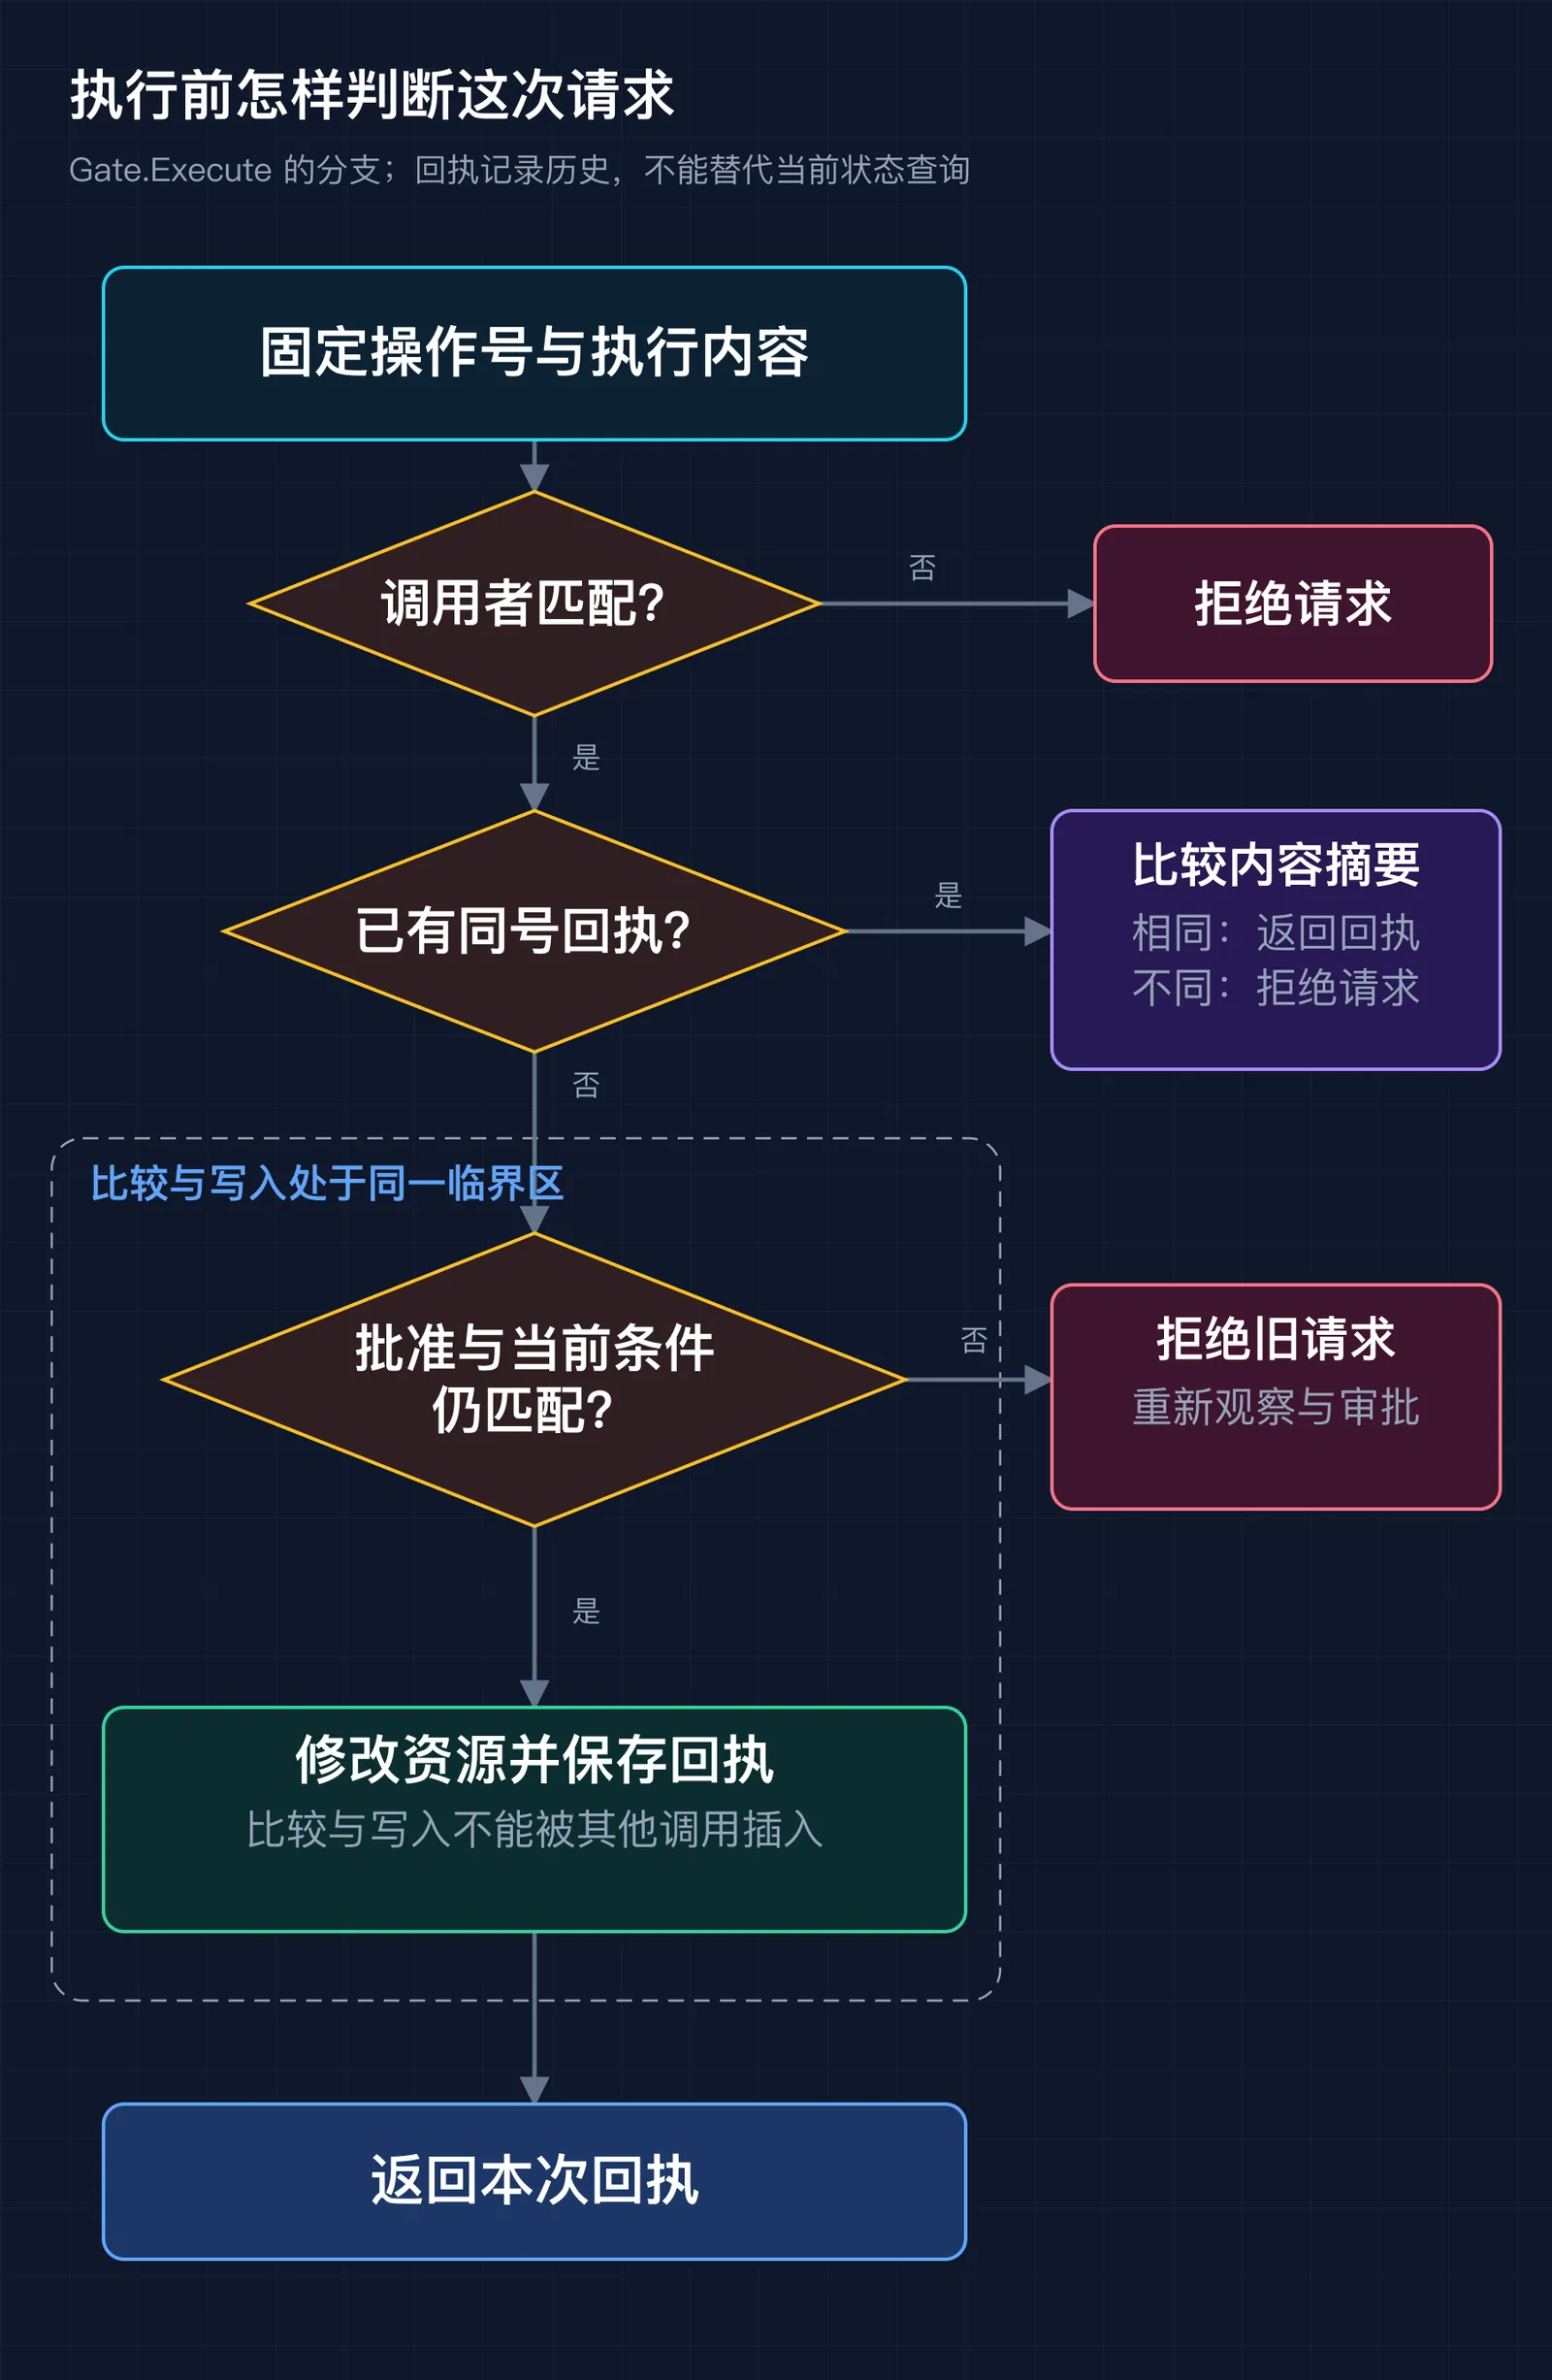 执行前怎样判断这次请求
Gate.Execute 的分支；回执记录历史，不能替代当前状态查询
固定操作号与执行内容
调用者匹配？
否
拒绝请求
是
已有同号回执？
是
比较内容摘要
相同：返回回执
不同：拒绝请求
否
比较与写入处于同一临界区
批准与当前条件
仍匹配？
否
拒绝旧请求
重新观察与审批
是
修改资源并保存回执
比较与写入不能被其他调用插入
返回本次回执